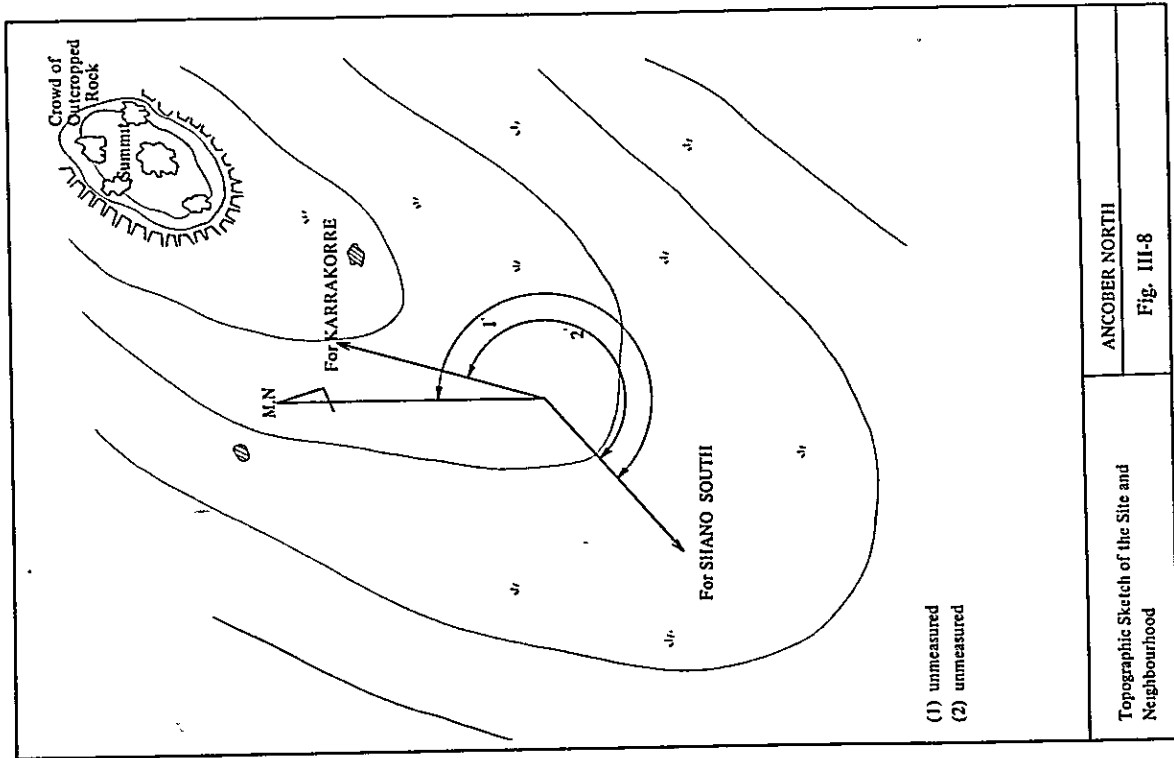 Crowd of
Outcropped
Rock
Summit
For KARRAKORRE
M.N
1
2
For SHANO SOUTH
(1) unmeasured
(2) unmeasured
Topographic Sketch of the Site and
Neighbourhood
ANCOBER NORTH
Fig. III-8